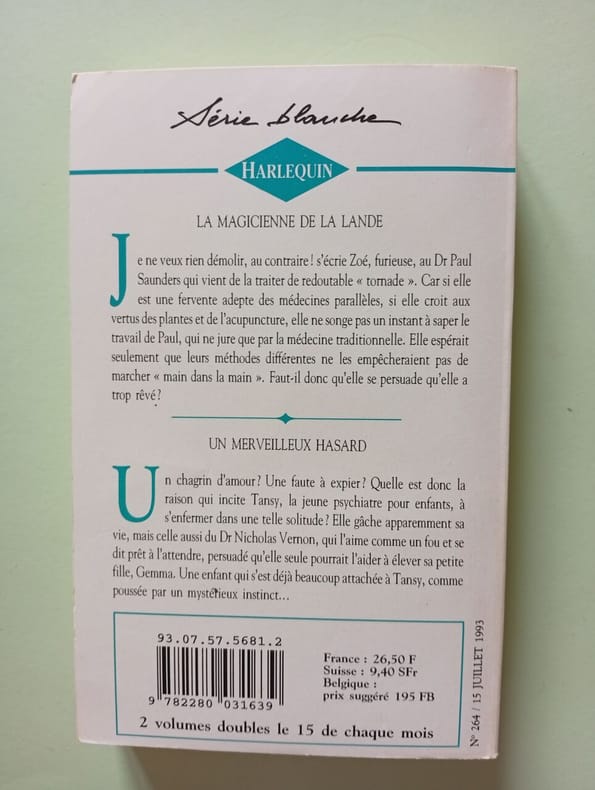 Série blanche
HARLEQUIN
LA MAGICIENNE DE LA LANDE
Je ne veux rien démolir, au contraire ! s'écrie Zoé, furieuse, au Dr Paul
Saunders qui vient de la traiter de redoutable « tornade ». Car si elle
est une fervente adepte des médecines parallèles, si elle croit aux
vertus des plantes et de l'acupuncture, elle ne songe pas un instant à saper le
travail de Paul, qui ne jure que par la médecine traditionnelle. Elle espérait
seulement que leurs méthodes différentes ne les empêcheraient pas de
marcher « main dans la main ». Faut-il donc qu'elle se persuade qu'elle a
trop rêvé ?
UN MERVEILLEUX HASARD
Un chagrin d'amour ? Une faute à expier ? Quelle est donc la
raison qui incite Tansy, la jeune psychiatre pour enfants, à
s'enfermer dans une telle solitude ? Elle gâche apparemment sa
vie, mais celle aussi du Dr Nicholas Vernon, qui l'aime comme un fou et se
dit prêt à l'attendre, persuadé qu'elle seule pourrait l'aider à élever sa petite
fille, Gemma. Une enfant qui s'est déjà beaucoup attachée à Tansy, comme
poussée par un mystérieux instinct...
93.07.57.5681.2
9 782280 031639
France : 26,50 F
Suisse : 9,40 SFr
Belgique :
prix suggéré 195 FB
2 volumes doubles le 15 de chaque mois
N° 264 / 15 JUILLET 1993